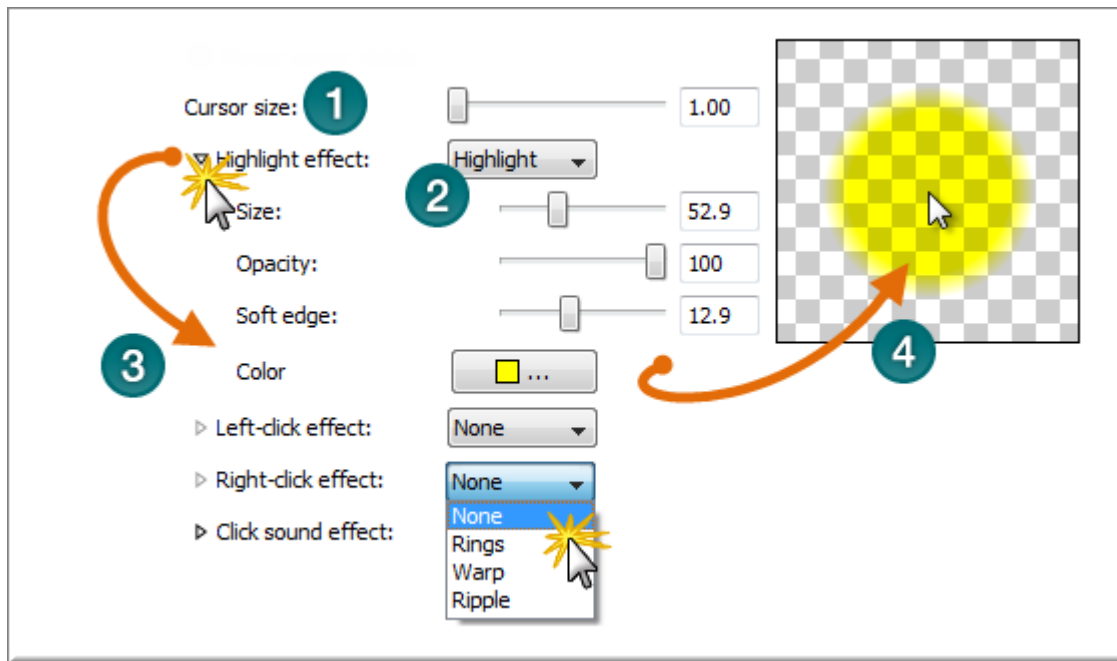 Cursor size: 1 1.00
Highlight effect: Highlight
2
Size: 52.9
Opacity: 100
Soft edge: 12.9
3 4
Color ...
Left-click effect: None
Right-click effect: None
None
Click sound effect:
Rings
Warp
Ripple